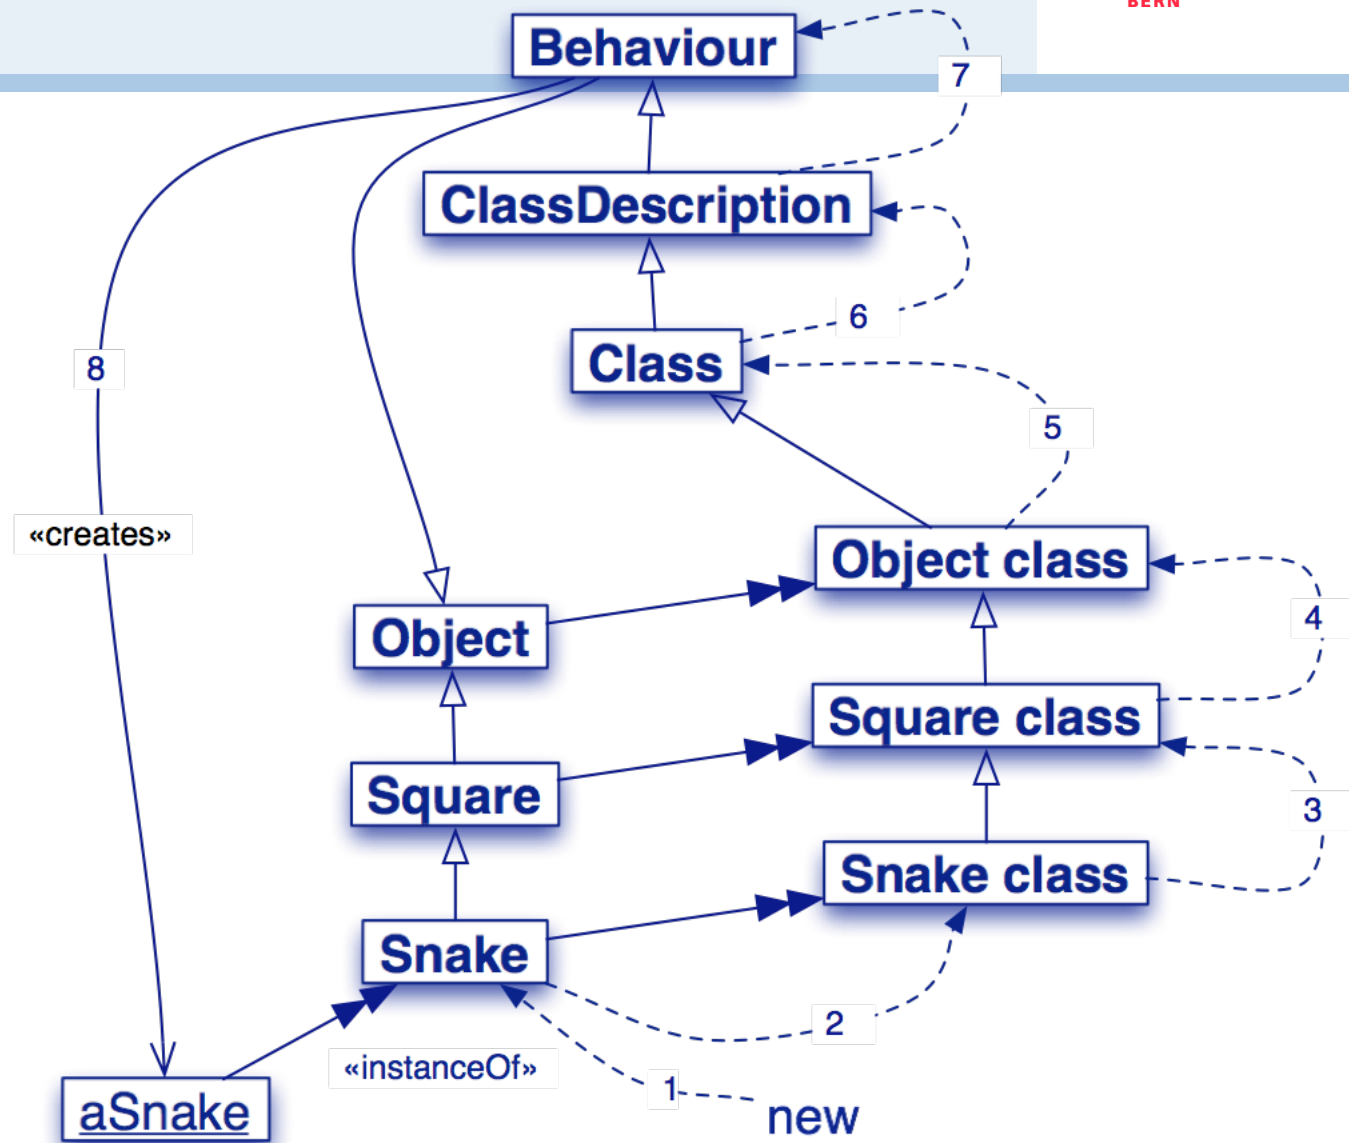 BERN
Behaviour
7
ClassDescription
6
Class
8
5
«creates»
Object class
Object
4
Square class
Square
3
Snake class
Snake
2
«instanceOf»
1
new
aSnake